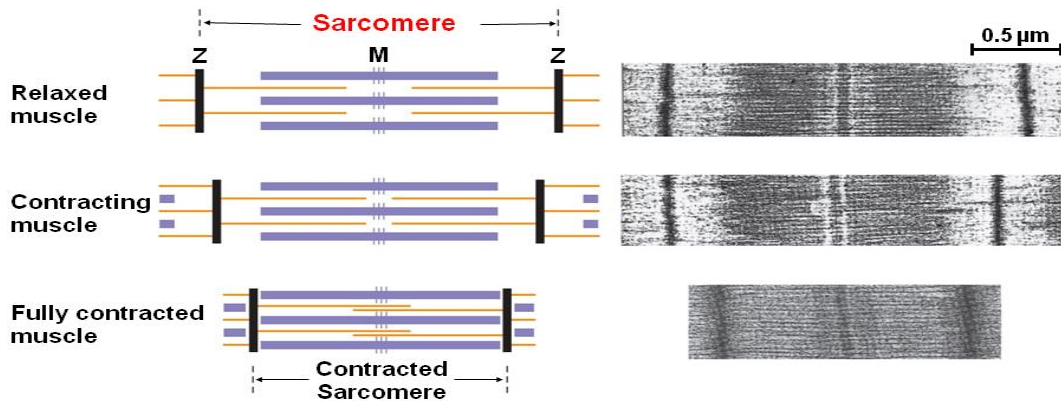 Sarcomere
Z
M
Z
0.5 µm
Relaxed
muscle
Contracting
muscle
Fully contracted
muscle
Contracted
Sarcomere